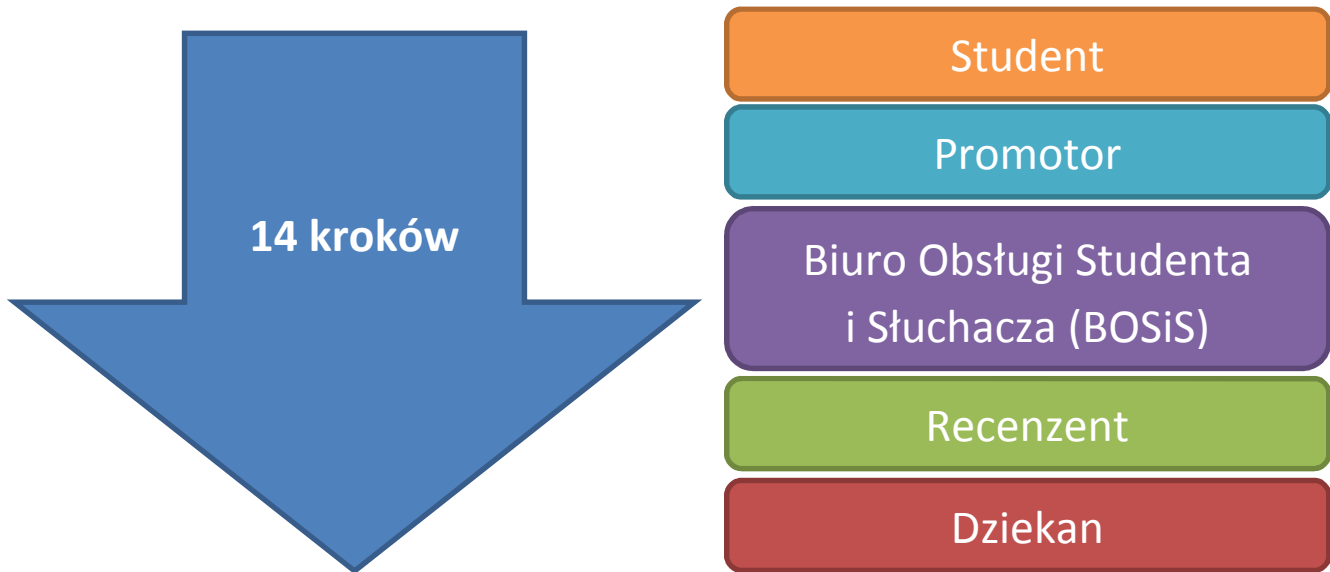 14 kroków
Student
Promotor
Biuro Obsługi Studenta
i Słuchacza (BOSiS)
Recenzent
Dziekan